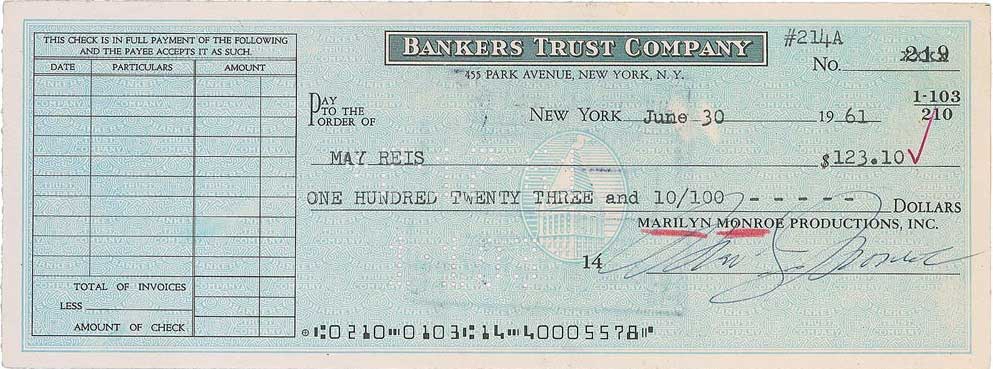 THIS CHECK IS IN FULL PAYMENT OF THE FOLLOWING
AND THE PAYEE ACCEPTS IT AS SUCH.
DATE PARTICULARS AMOUNT
TOTAL OF INVOICES
LESS
AMOUNT OF CHECK
BANKERS TRUST COMPANY
455 PARK AVENUE, NEW YORK, N. Y.
#214A
NO. 219
1-103
210
PAY TO THE ORDER OF
NEW YORK June 30 1961
MAY REIS $123.10
ONE HUNDRED TWENTY THREE and 10/100 - - - - - - DOLLARS
MARILYN MONROE PRODUCTIONS, INC.
14 Marilyn Monroe
⑆0210⑉0103⑆14⑉40005578⑈